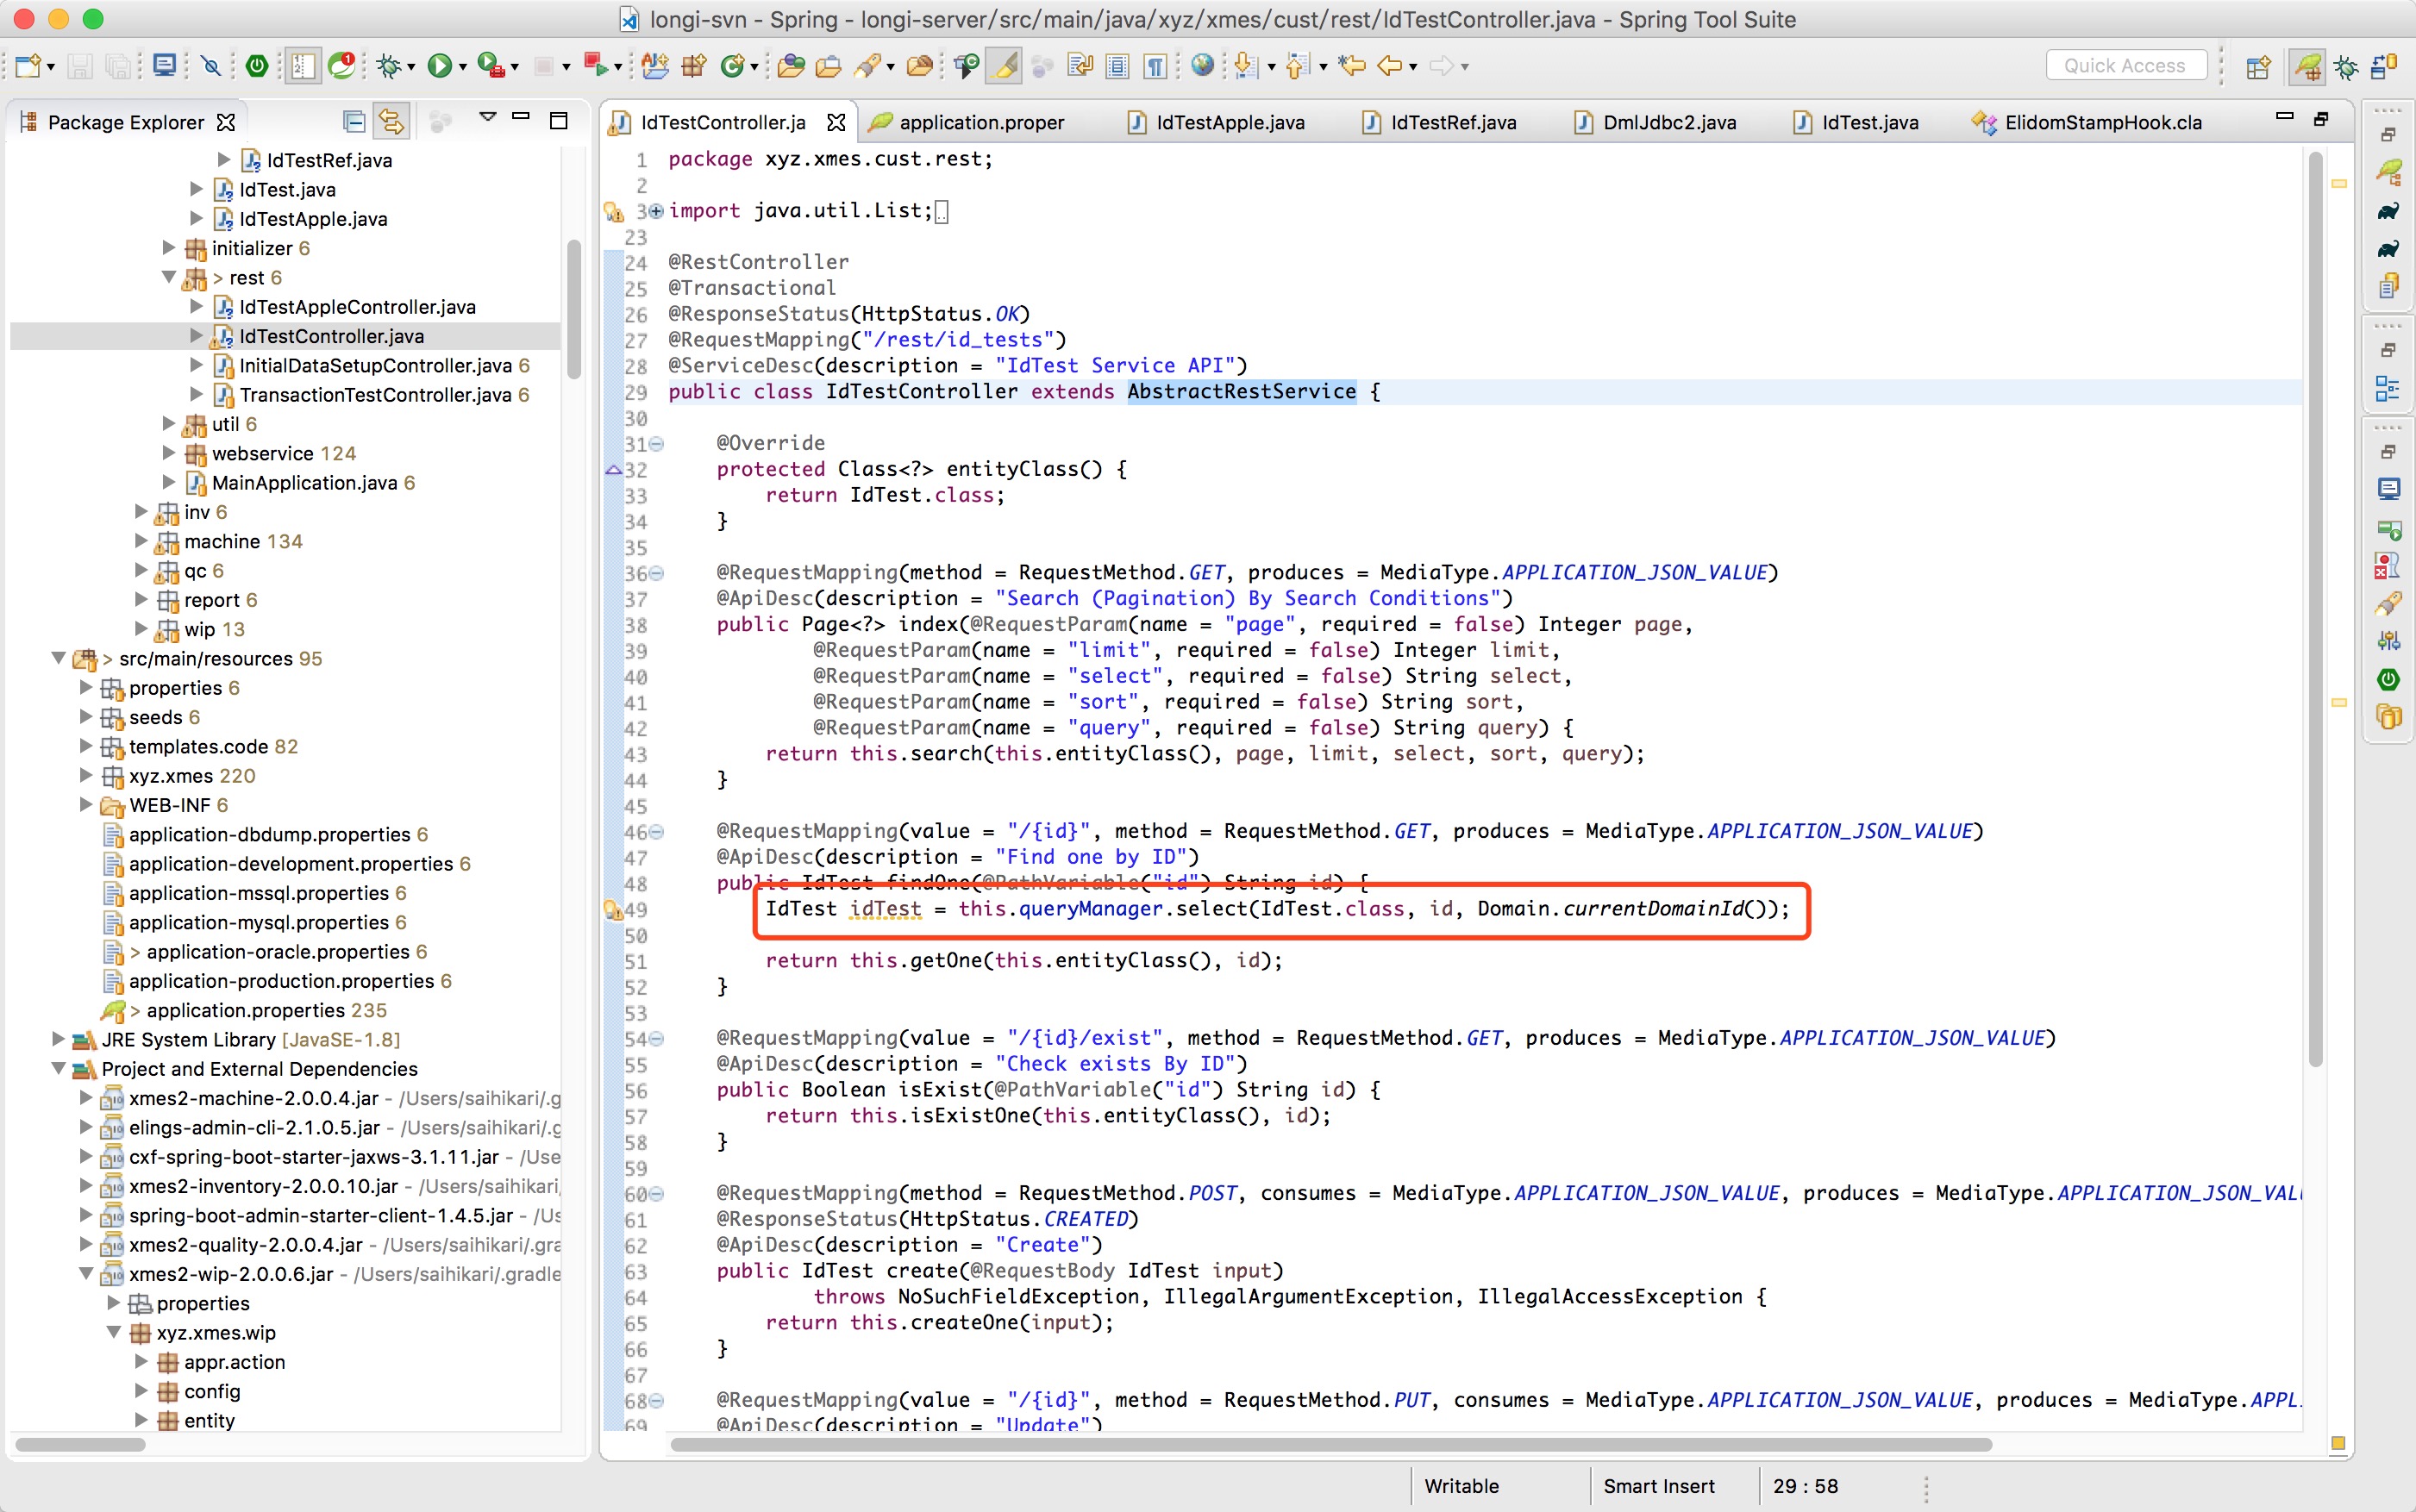 longi-svn - Spring - longi-server/src/main/java/xyz/xmes/cust/rest/IdTestController.java - Spring Tool Suite
Quick Access
Package Explorer
IdTestRef.java
IdTest.java
IdTestApple.java
initializer 6
> rest 6
IdTestAppleController.java
IdTestController.java
InitialDataSetupController.java 6
TransactionTestController.java 6
util 6
webservice 124
MainApplication.java 6
inv 6
machine 134
qc 6
report 6
wip 13
> src/main/resources 95
properties 6
seeds 6
templates.code 82
xyz.xmes 220
WEB-INF 6
application-dbdump.properties 6
application-development.properties 6
application-mssql.properties 6
application-mysql.properties 6
> application-oracle.properties 6
application-production.properties 6
> application.properties 235
JRE System Library [JavaSE-1.8]
Project and External Dependencies
xmes2-machine-2.0.0.4.jar - /Users/saihikari/.g
elings-admin-cli-2.1.0.5.jar - /Users/saihikari/.g
cxf-spring-boot-starter-jaxws-3.1.11.jar - /Use
xmes2-inventory-2.0.0.10.jar - /Users/saihikari/
spring-boot-admin-starter-client-1.4.5.jar - /Us
xmes2-quality-2.0.0.4.jar - /Users/saihikari/.gra
xmes2-wip-2.0.0.6.jar - /Users/saihikari/.gradle
properties
xyz.xmes.wip
appr.action
config
entity
IdTestController.ja application.proper IdTestApple.java IdTestRef.java DmlJdbc2.java IdTest.java ElidomStampHook.cla
1 package xyz.xmes.cust.rest;
2
3 import java.util.List;
23
24 @RestController
25 @Transactional
26 @ResponseStatus(HttpStatus.OK)
27 @RequestMapping("/rest/id_tests")
28 @ServiceDesc(description = "IdTest Service API")
29 public class IdTestController extends AbstractRestService {
30
31 @Override
32 protected Class<?> entityClass() {
33 return IdTest.class;
34 }
35
36 @RequestMapping(method = RequestMethod.GET, produces = MediaType.APPLICATION_JSON_VALUE)
37 @ApiDesc(description = "Search (Pagination) By Search Conditions")
38 public Page<?> index(@RequestParam(name = "page", required = false) Integer page,
39 @RequestParam(name = "limit", required = false) Integer limit,
40 @RequestParam(name = "select", required = false) String select,
41 @RequestParam(name = "sort", required = false) String sort,
42 @RequestParam(name = "query", required = false) String query) {
43 return this.search(this.entityClass(), page, limit, select, sort, query);
44 }
45
46 @RequestMapping(value = "/{id}", method = RequestMethod.GET, produces = MediaType.APPLICATION_JSON_VALUE)
47 @ApiDesc(description = "Find one by ID")
48 public IdTest findOne(@PathVariable("id") String id) {
49 IdTest idTest = this.queryManager.select(IdTest.class, id, Domain.currentDomainId());
50
51 return this.getOne(this.entityClass(), id);
52 }
53
54 @RequestMapping(value = "/{id}/exist", method = RequestMethod.GET, produces = MediaType.APPLICATION_JSON_VALUE)
55 @ApiDesc(description = "Check exists By ID")
56 public Boolean isExist(@PathVariable("id") String id) {
57 return this.isExistOne(this.entityClass(), id);
58 }
59
60 @RequestMapping(method = RequestMethod.POST, consumes = MediaType.APPLICATION_JSON_VALUE, produces = MediaType.APPLICATION_JSON_VAL
61 @ResponseStatus(HttpStatus.CREATED)
62 @ApiDesc(description = "Create")
63 public IdTest create(@RequestBody IdTest input)
64 throws NoSuchFieldException, IllegalArgumentException, IllegalAccessException {
65 return this.createOne(input);
66 }
67
68 @RequestMapping(value = "/{id}", method = RequestMethod.PUT, consumes = MediaType.APPLICATION_JSON_VALUE, produces = MediaType.APPL
69 @ApiDesc(description = "Update")
Writable Smart Insert 29 : 58